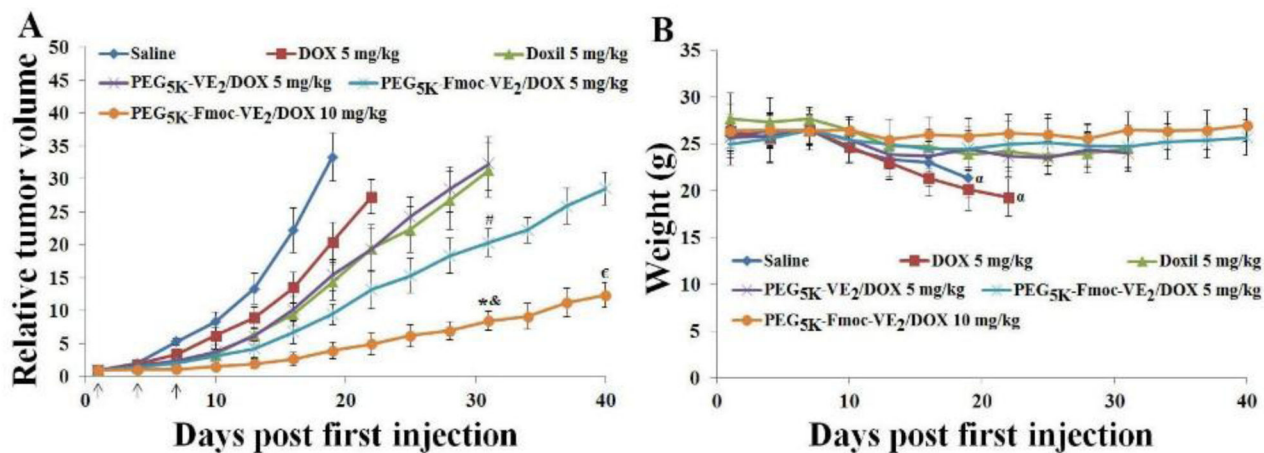 A
Relative tumor volume
50
45
40
35
30
25
20
15
10
5
0
Saline
DOX 5 mg/kg
Doxil 5 mg/kg
PEG5K-VE2/DOX 5 mg/kg
PEG5K-Fmoc-VE2/DOX 5 mg/kg
PEG5K-Fmoc-VE2/DOX 10 mg/kg
#
*&
€
0 10 20 30 40
Days post first injection
B
Weight (g)
35
30
25
20
15
10
5
0
α
α
Saline
DOX 5 mg/kg
Doxil 5 mg/kg
PEG5K-VE2/DOX 5 mg/kg
PEG5K-Fmoc-VE2/DOX 5 mg/kg
PEG5K-Fmoc-VE2/DOX 10 mg/kg
0 10 20 30 40
Days post first injection